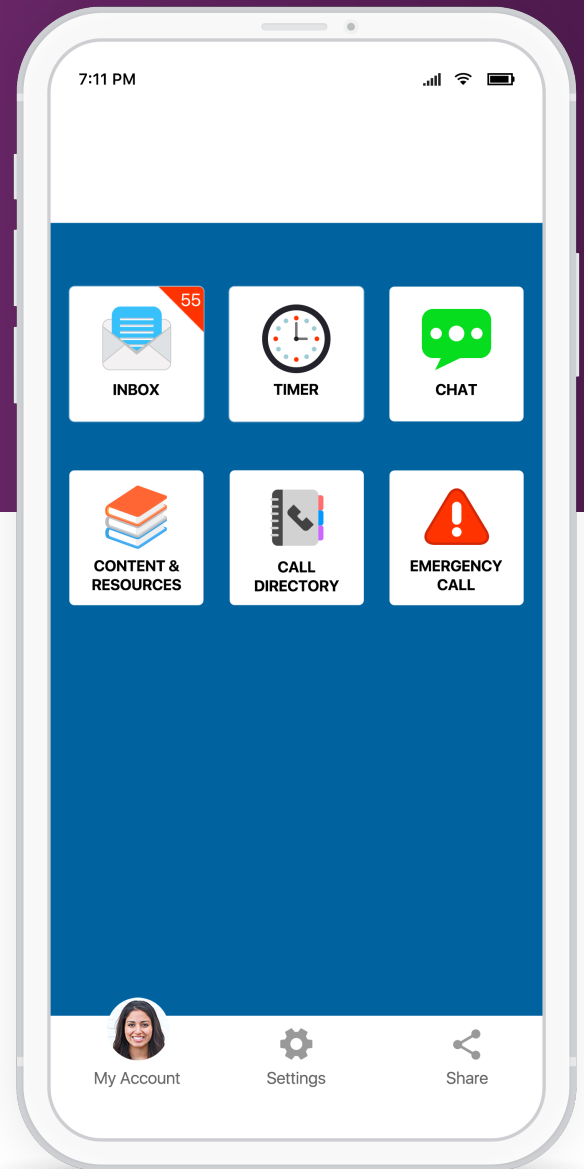 7:11 PM
55
INBOX
TIMER
CHAT
CONTENT &
RESOURCES
CALL
DIRECTORY
EMERGENCY
CALL
My Account
Settings
Share